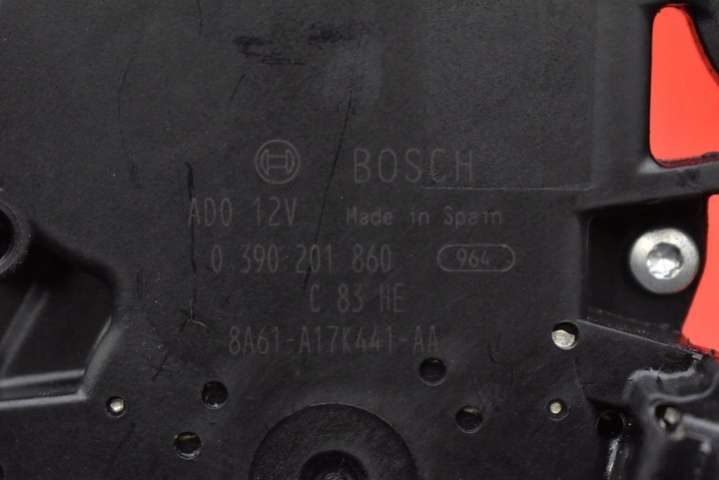 BOSCH
ADO 12V Made in Spain
0 390 201 860 964
C 83 HE
8A61-A17K441-AA